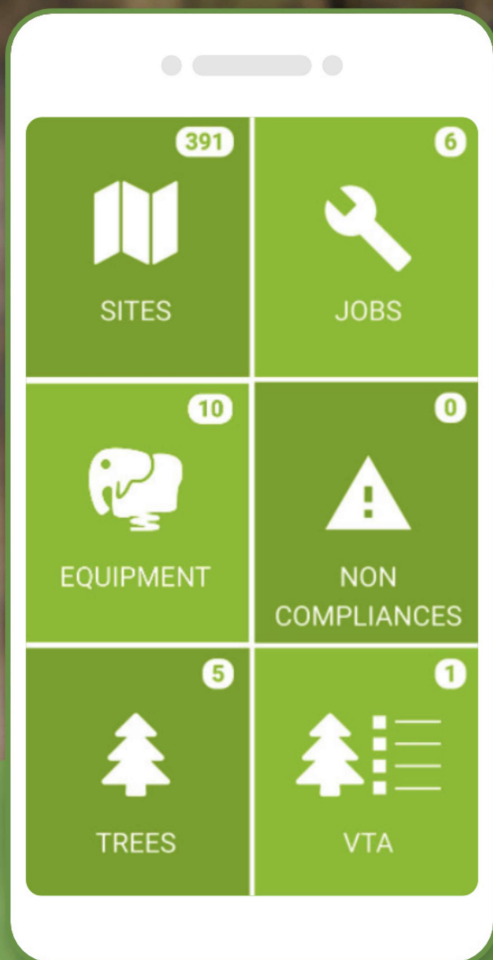 391
SITES
6
JOBS
10
EQUIPMENT
0
NON
COMPLIANCES
5
TREES
1
VTA